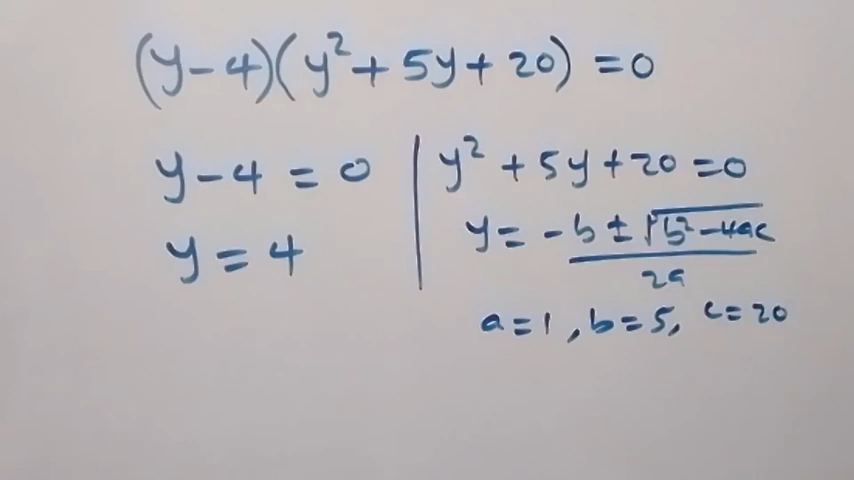 (y-4)(y²+5y+20)=0
y-4=0
y=4
y²+5y+20=0
y=-b±√b²-4ac
2a
a=1, b=5, c=20